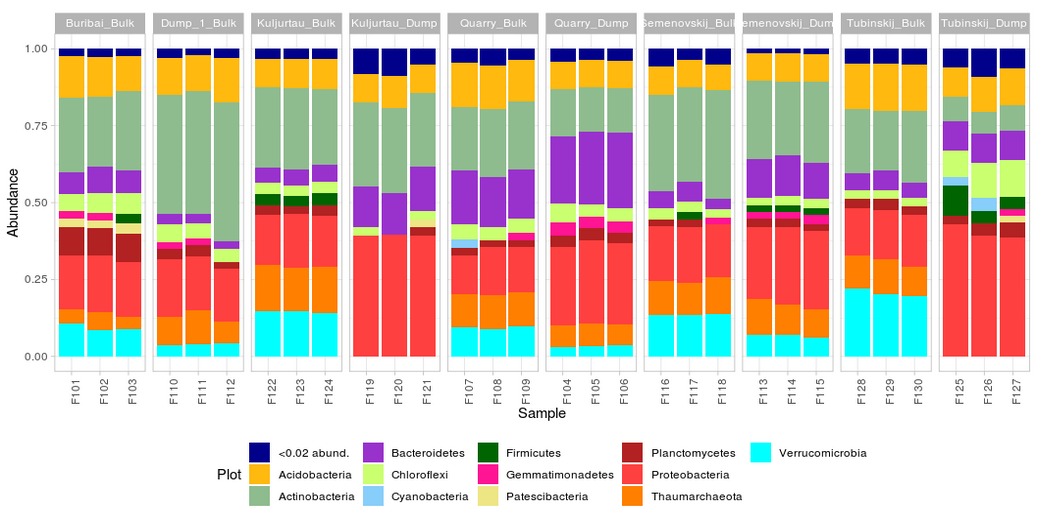 Buribai_Bulk Dump_1_Bulk Kuljurtau_Bulk Kuljurtau_Dump Quarry_Bulk Quarry_Dump Semenovskij_Bulk emenovskij_Dum Tubinskij_Bulk Tubinskij_Dump
1.00
0.75
0.50
0.25
0.00
Abundance
F101 F102 F103 F110 F111 F112 F122 F123 F124 F119 F120 F121 F107 F108 F109 F104 F105 F106 F116 F117 F118 F113 F114 F115 F128 F129 F130 F125 F126 F127
Sample
Plot
<0.02 abund. Bacteroidetes Firmicutes Planctomycetes Verrucomicrobia
Acidobacteria Chloroflexi Gemmatimonadetes Proteobacteria
Actinobacteria Cyanobacteria Patescibacteria Thaumarchaeota